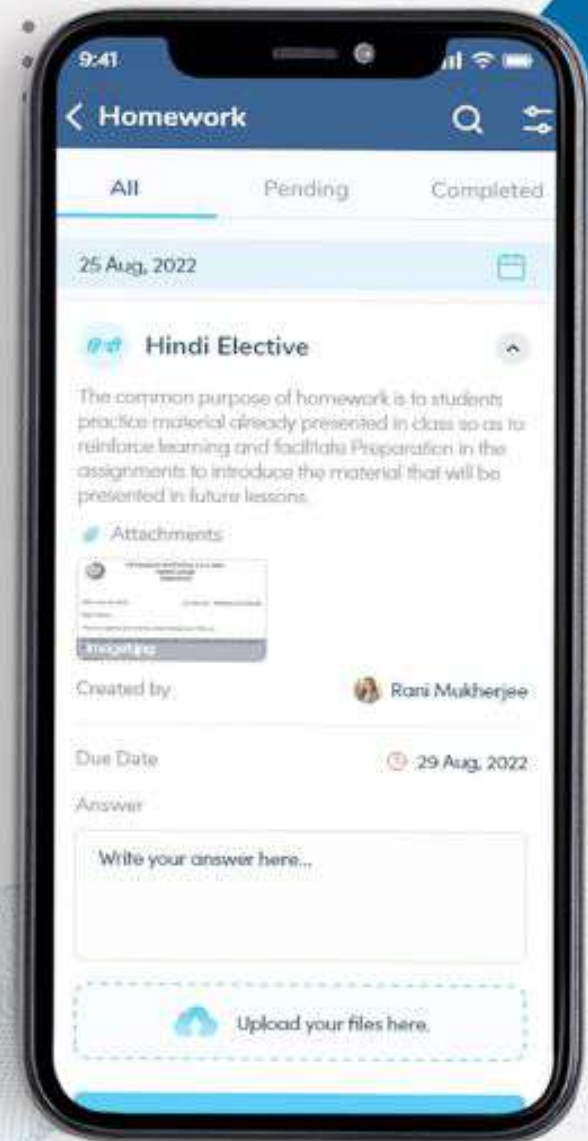 9:41
Homework
All Pending Completed
25 Aug, 2022
Hindi Elective
The common purpose of homework is to students
practice material already presented in class so as to
reinforce learning and facilitate Preparation in the
assignments to introduce the material that will be
presented in future lessons.
Attachments
Image1.jpg
Created by Rani Mukherjee
Due Date 29 Aug, 2022
Answer
Write your answer here...
Upload your files here.